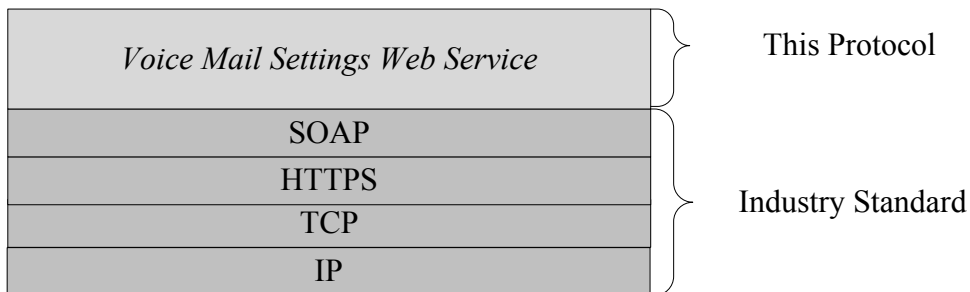 Voice Mail Settings Web Service
This Protocol
SOAP
HTTPS
TCP
IP
Industry Standard